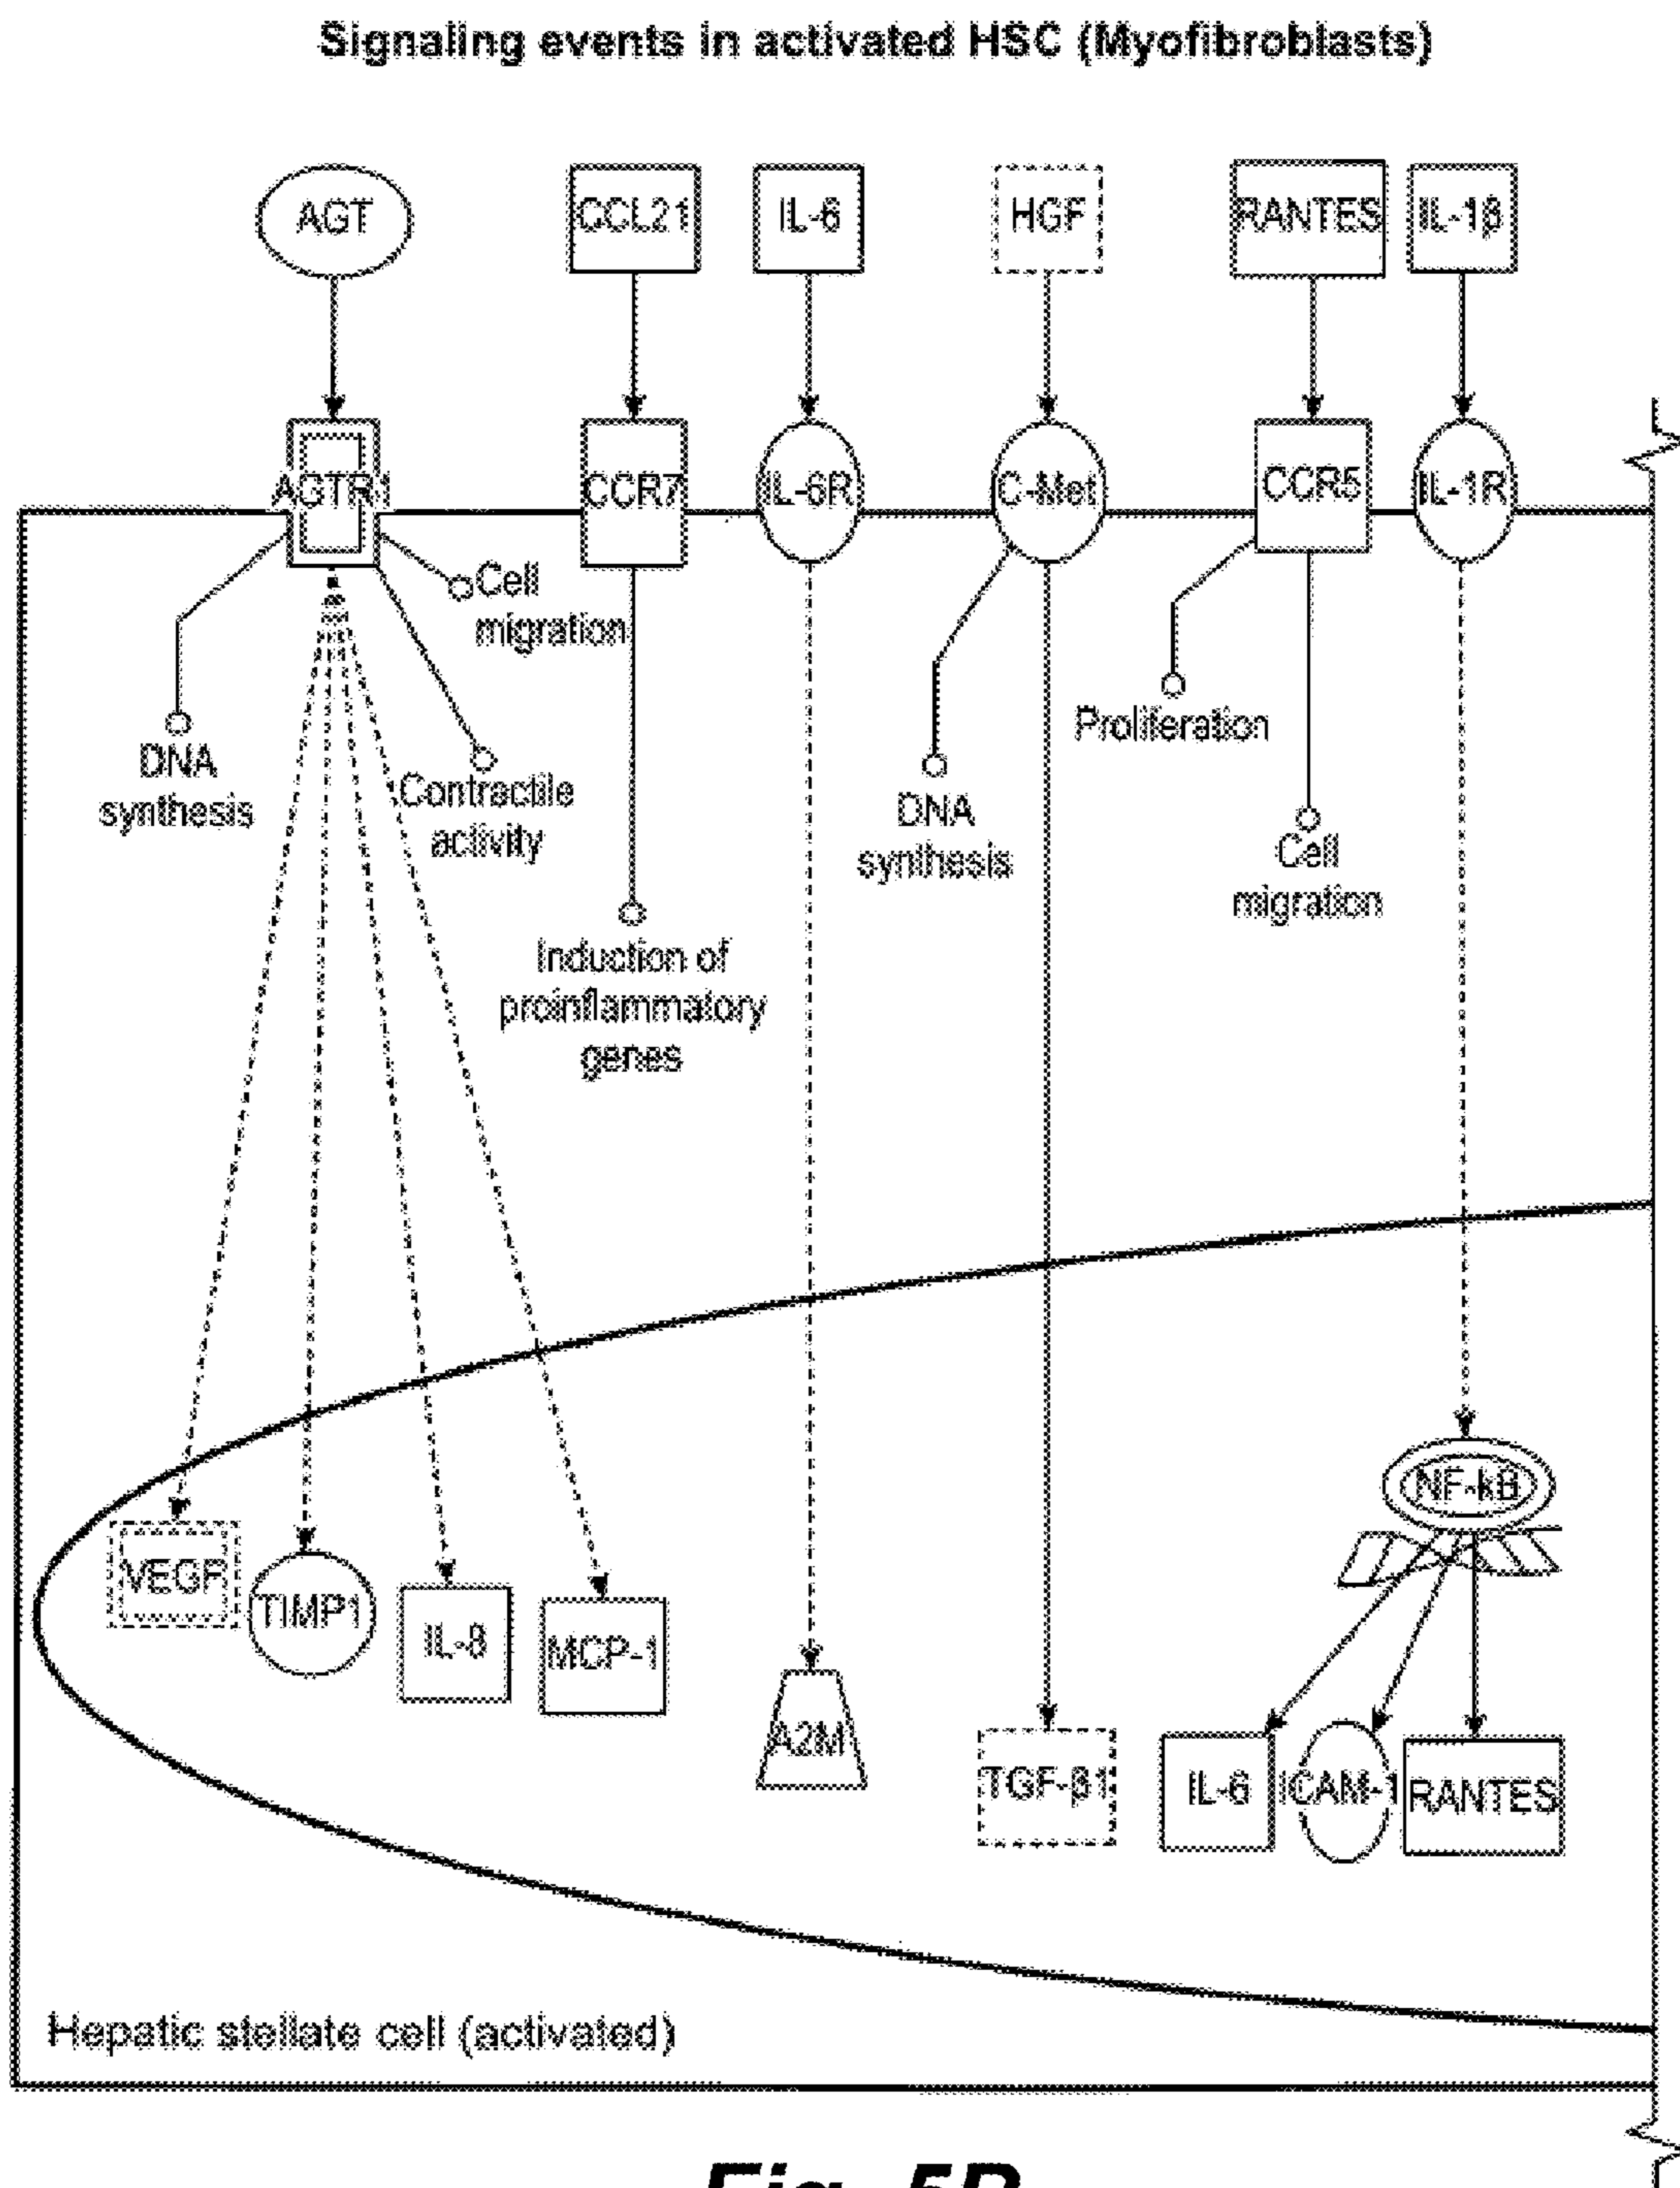 Signaling events in activated HSC (Myofibroblasts)
AGT
CCL21
IL-6
HGF
RANTES
IL-1β
AGTR1
CCR7
IL-6R
C-Met
CCR5
IL-1R
Cell
migration
DNA
synthesis
Contractile
activity
Induction of
proinflammatory
genes
DNA
synthesis
Proliferation
Cell
migration
NF-kB
VEGF
TIMP1
IL-8
MCP-1
A2M
TGF-β1
IL-6
ICAM-1
RANTES
Hepatic stellate cell (activated)